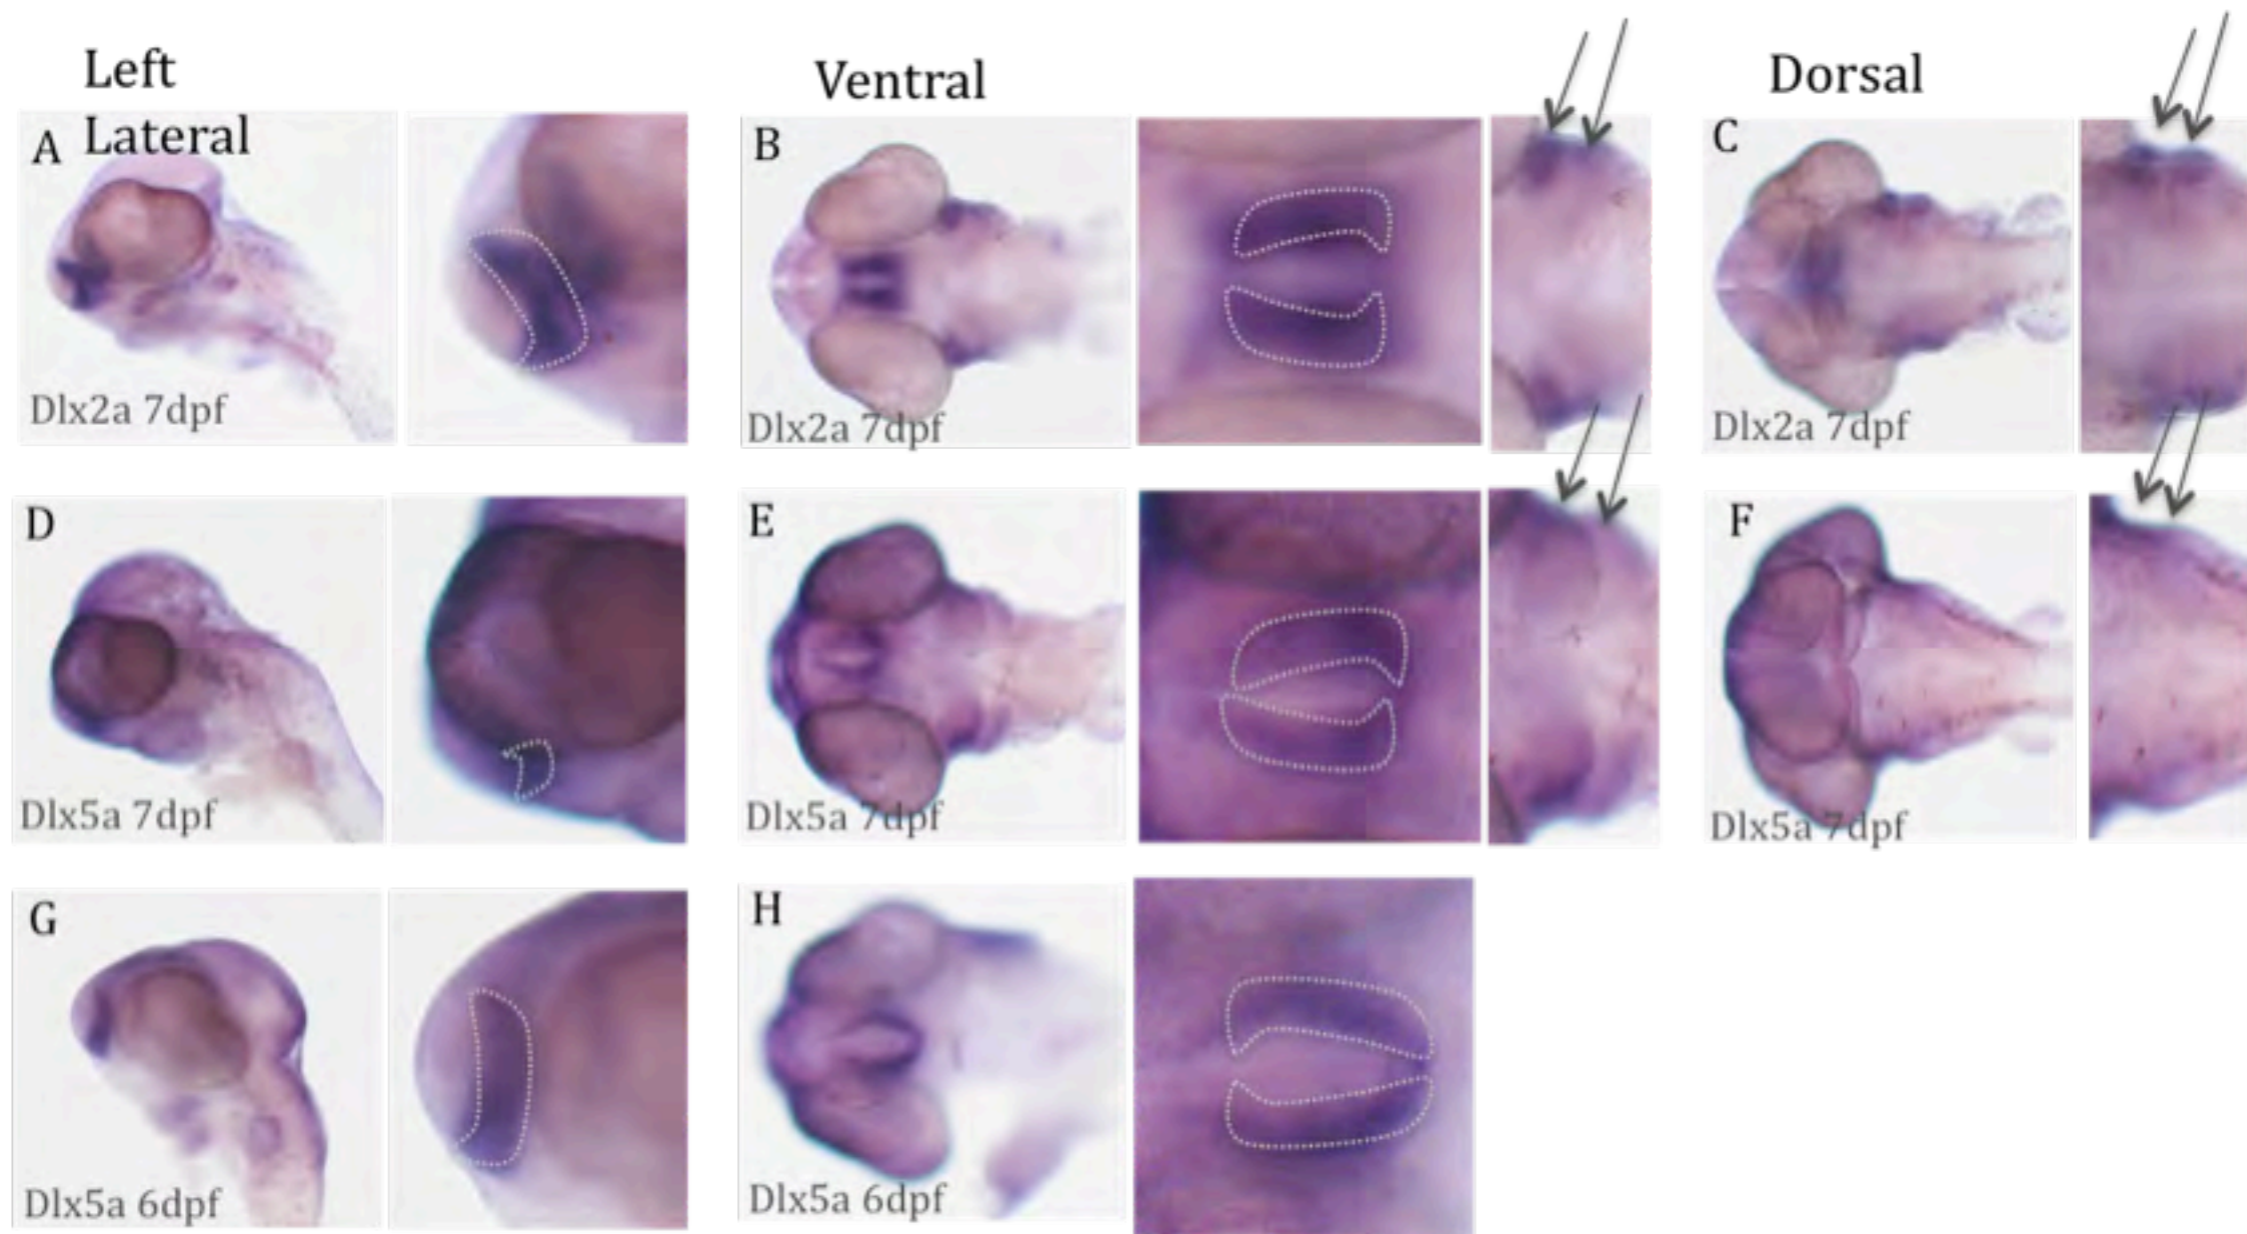 Left
Lateral
Ventral
Dorsal
A
Dlx2a 7dpf
B
Dlx2a 7dpf
C
Dlx2a 7dpf
D
Dlx5a 7dpf
E
Dlx5a 7dpf
F
Dlx5a 7dpf
G
Dlx5a 6dpf
H
Dlx5a 6dpf